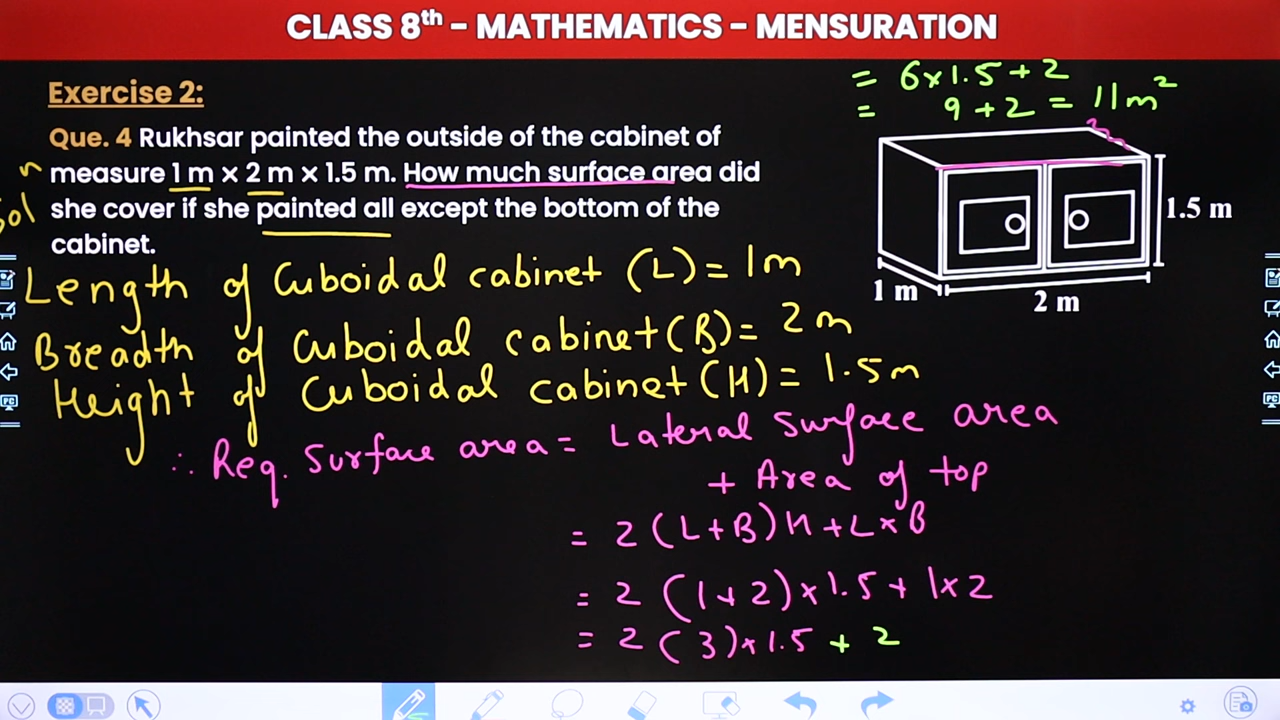 CLASS 8th - MATHEMATICS - MENSURATION
Exercise 2:
Que. 4 Rukhsar painted the outside of the cabinet of
measure 1 m × 2 m × 1.5 m. How much surface area did
she cover if she painted all except the bottom of the
cabinet.
Soln
Length of Cuboidal cabinet (L) = 1m
Breadth of Cuboidal cabinet (B) = 2m
Height of Cuboidal cabinet (H) = 1.5m
∴ Req. Surface area = Lateral Surface area
+ Area of top
= 2 (L+B) H + L×B
= 2 (1+2)×1.5 + 1×2
= 2 (3)×1.5 + 2
= 6×1.5+2
= 9+2 = 11m²
1.5 m
1 m
2 m